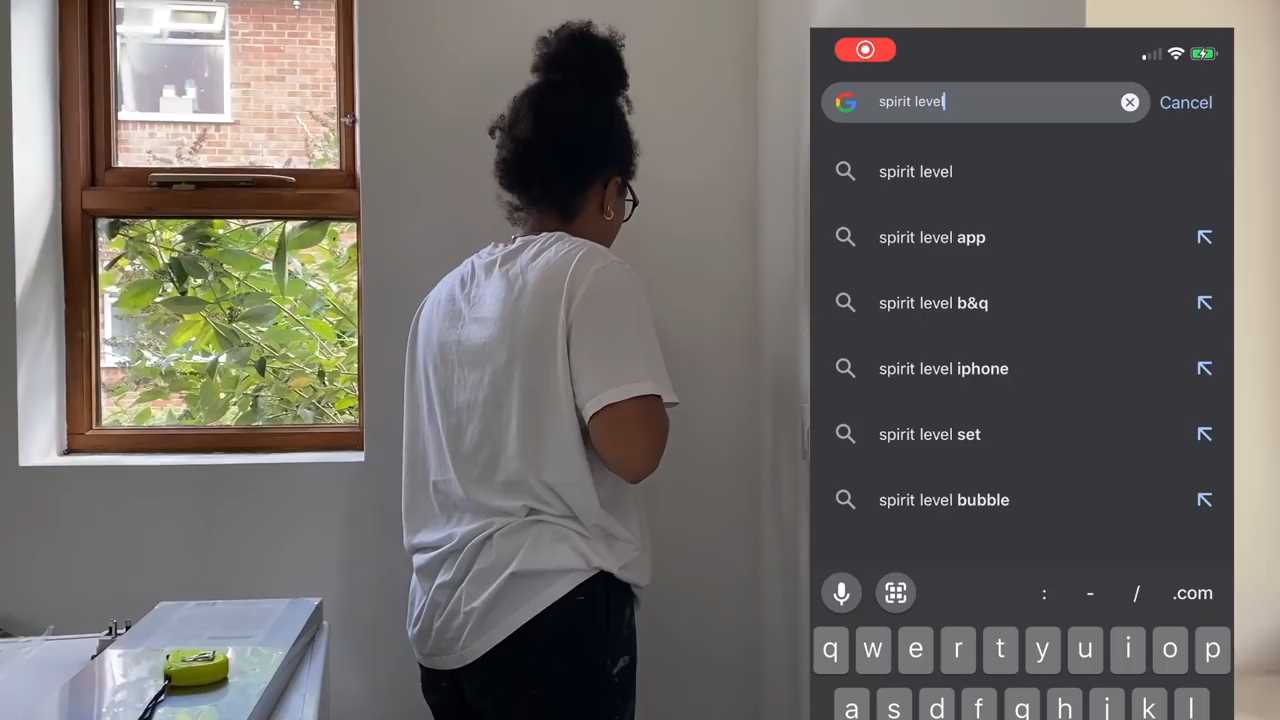 spirit level
Cancel
spirit level
spirit level app
spirit level b&q
spirit level iphone
spirit level set
spirit level bubble
: - / .com
q w e r t y u i o p
a s d f g h j k l